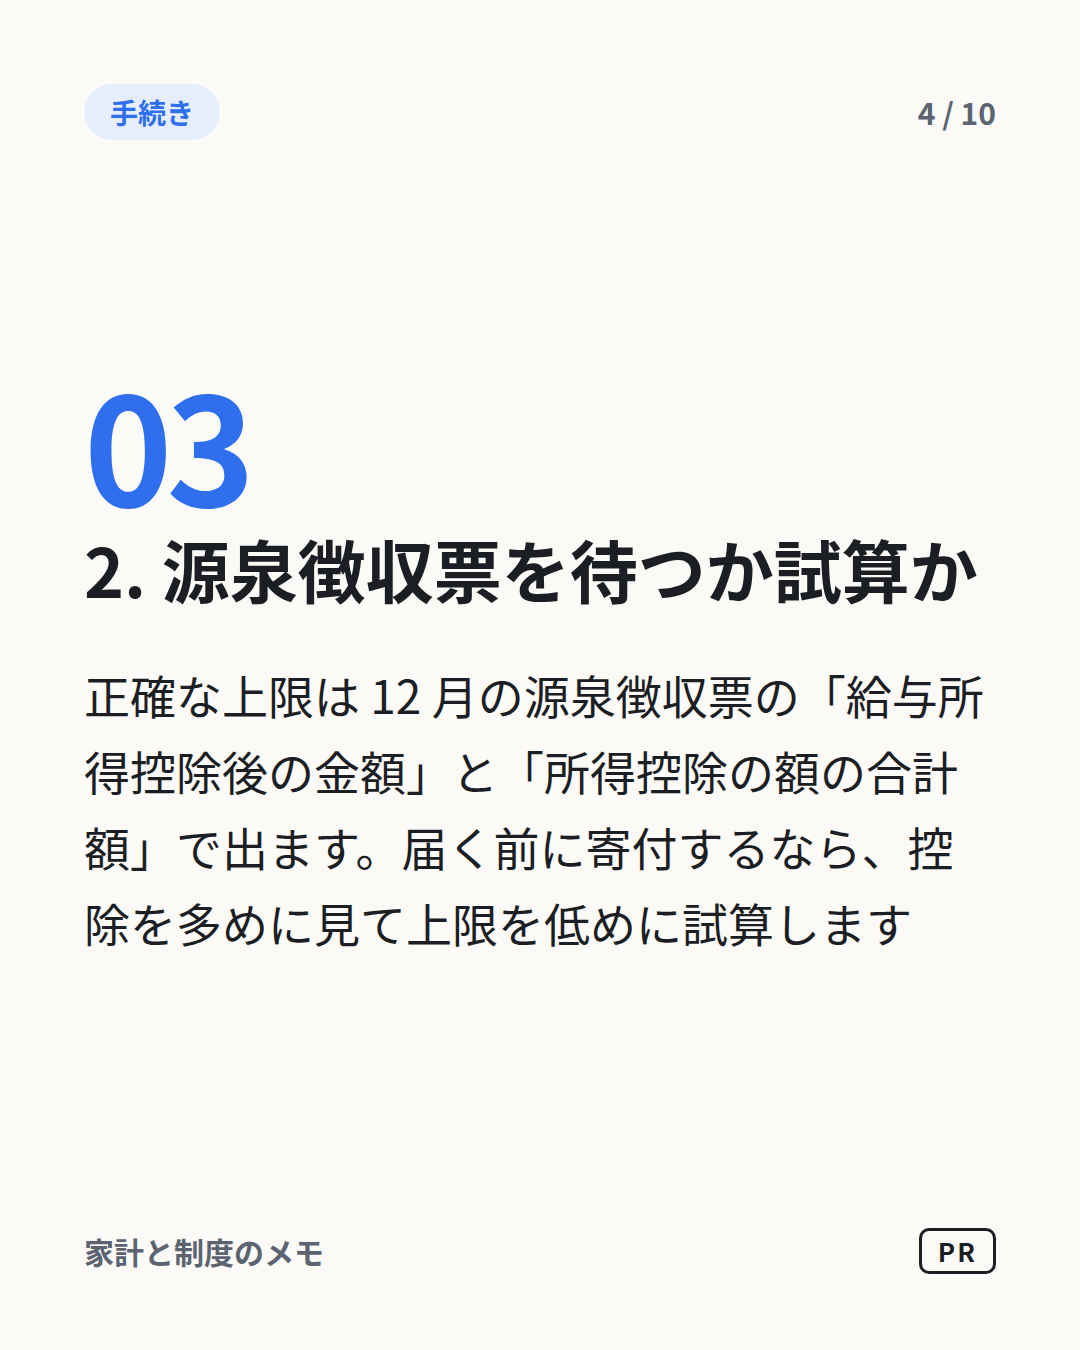 手続き
4 / 10
03
2. 源泉徴収票を待つか試算か
正確な上限は 12 月の源泉徴収票の「給与所
得控除後の金額」と「所得控除の額の合計
額」で出ます。届く前に寄付するなら、控
除を多めに見て上限を低めに試算します
家計と制度のメモ
PR